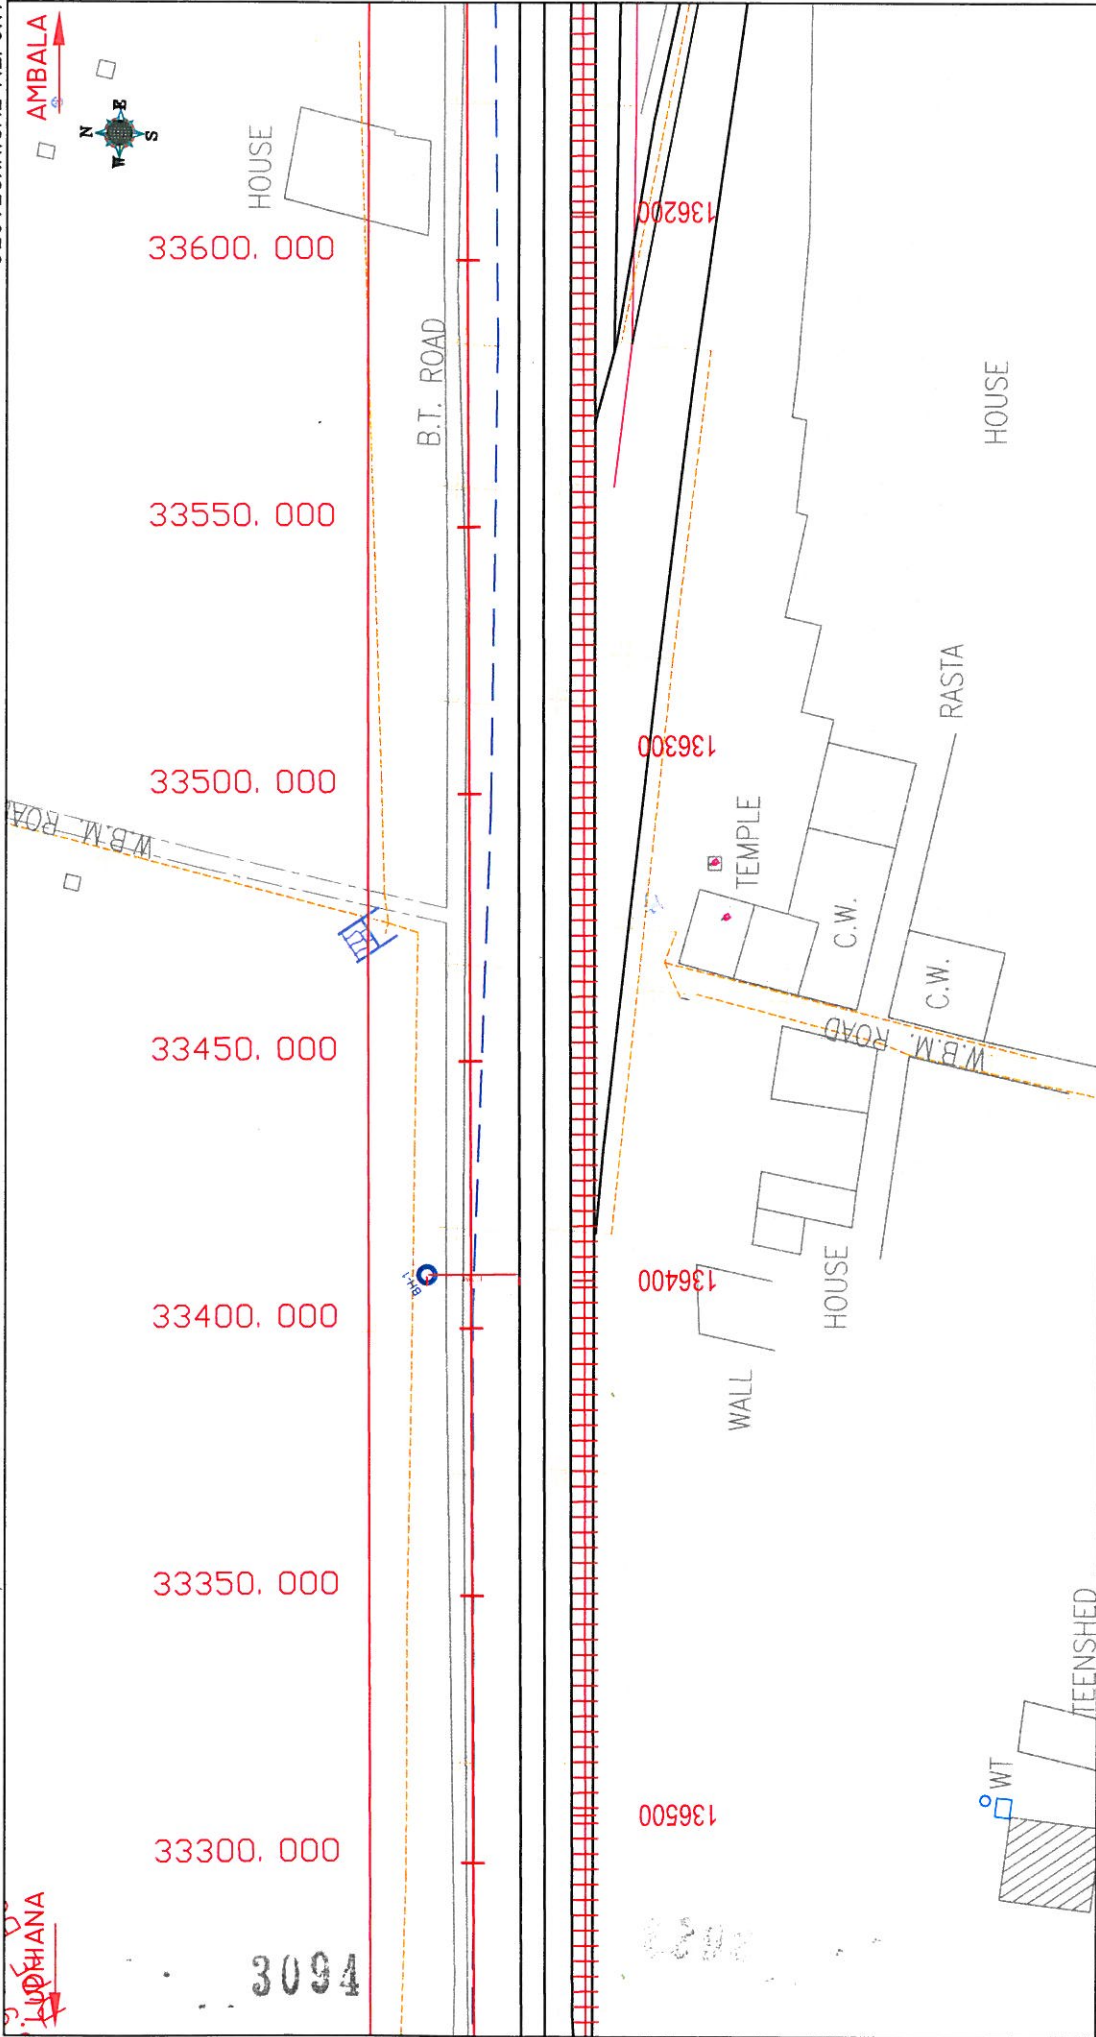 AMBALA
N
E
W
S
HOUSE
33600.000
136200
B.T. ROAD
33550.000
HOUSE
RASTA
33500.000
136300
W.B.M. ROA
TEMPLE
C.W.
C.W.
33450.000
W.B.M. ROAD
BH-1
136400
33400.000
HOUSE
WALL
33350.000
TEENSHED
WT
136500
33300.000
LUDHIANA
3094